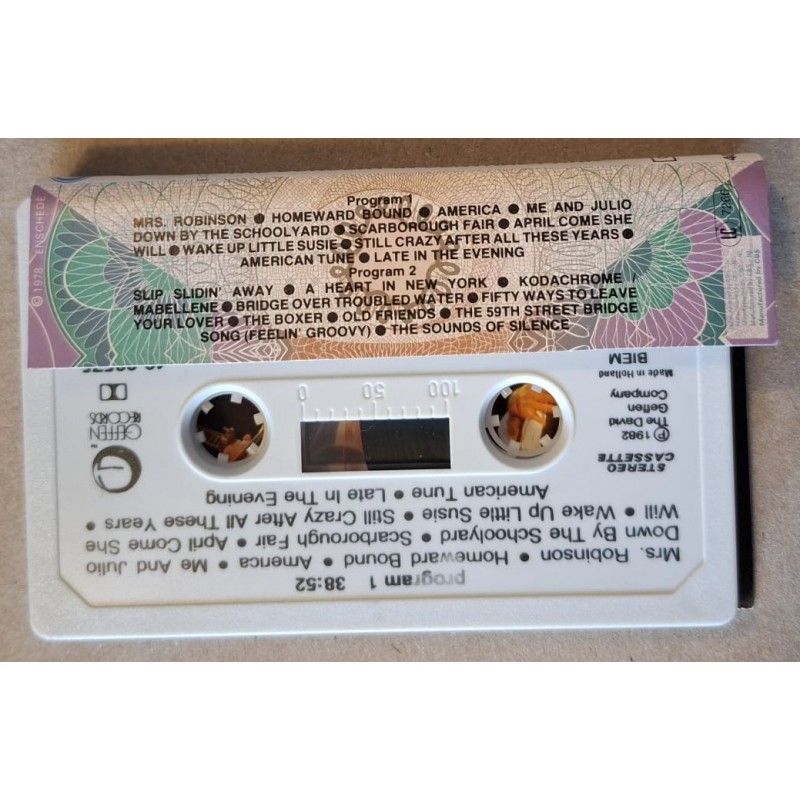 Program 1
MRS. ROBINSON ● HOMEWARD BOUND ● AMERICA ● ME AND JULIO
DOWN BY THE SCHOOLYARD ● SCARBOROUGH FAIR ● APRIL COME SHE
WILL ● WAKE UP LITTLE SUSIE ● STILL CRAZY AFTER ALL THESE YEARS ●
AMERICAN TUNE ● LATE IN THE EVENING
Program 2
SLIP SLIDIN' AWAY ● A HEART IN NEW YORK ● KODACHROME /
MABELLENE ● BRIDGE OVER TROUBLED WATER ● FIFTY WAYS TO LEAVE
YOUR LOVER ● THE BOXER ● OLD FRIENDS ● THE 59TH STREET BRIDGE
SONG (FEELIN' GROOVY) ● THE SOUNDS OF SILENCE
© 1978 ENSCHEDE
program 1 38:52
Mrs. Robinson • Homeward Bound • America • Me And Julio
Down By The Schoolyard • Scarborough Fair • April Come She
Will • Wake Up Little Susie • Still Crazy After All These Years •
American Tune • Late In The Evening
STEREO
CASSETTE
℗ 1982
The David
Geffen
Company
Made in Holland
BIEM
100 50 0
GEFFEN
RECORDS
TM